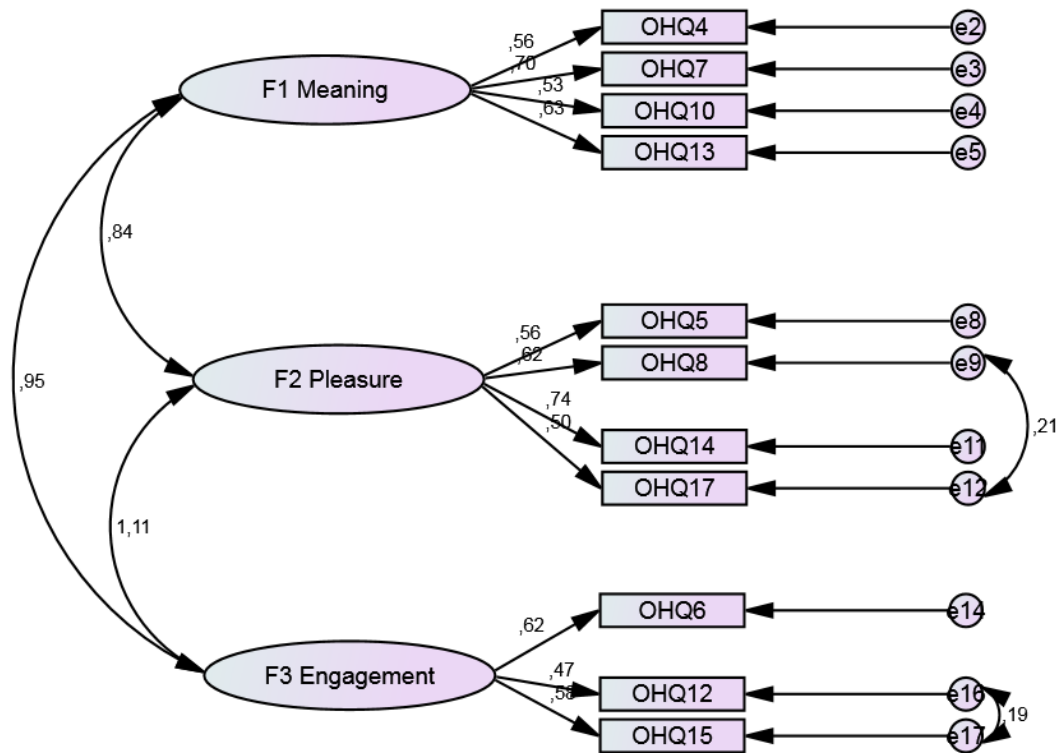 OHQ4
e2
,56
OHQ7
e3
,70
F1 Meaning
,53
OHQ10
e4
,63
OHQ13
e5
,84
OHQ5
e8
,56
,62
OHQ8
e9
F2 Pleasure
,95
,74
,50
OHQ14
e11
,21
OHQ17
e12
1,11
OHQ6
e14
,62
F3 Engagement
,47
OHQ12
e16
,58
,19
OHQ15
e17